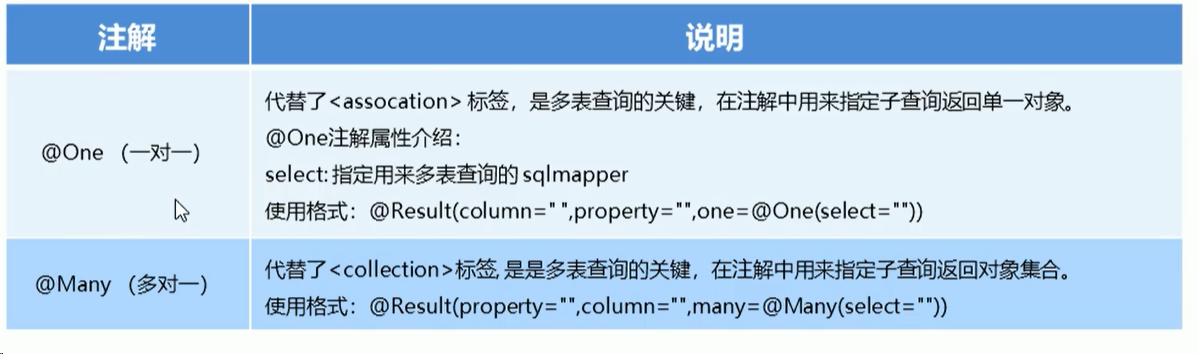 注解
说明
@One （一对一)
代替了<assocation> 标签，是多表查询的关键，在注解中用来指定子查询返回单一对象。
@One注解属性介绍：
select: 指定用来多表查询的 sqlmapper
使用格式：@Result(column=" ",property="",one=@One(select=""))
@Many （多对一)
代替了<collection>标签, 是是多表查询的关键，在注解中用来指定子查询返回对象集合。
使用格式：@Result(property="",column="",many=@Many(select=""))